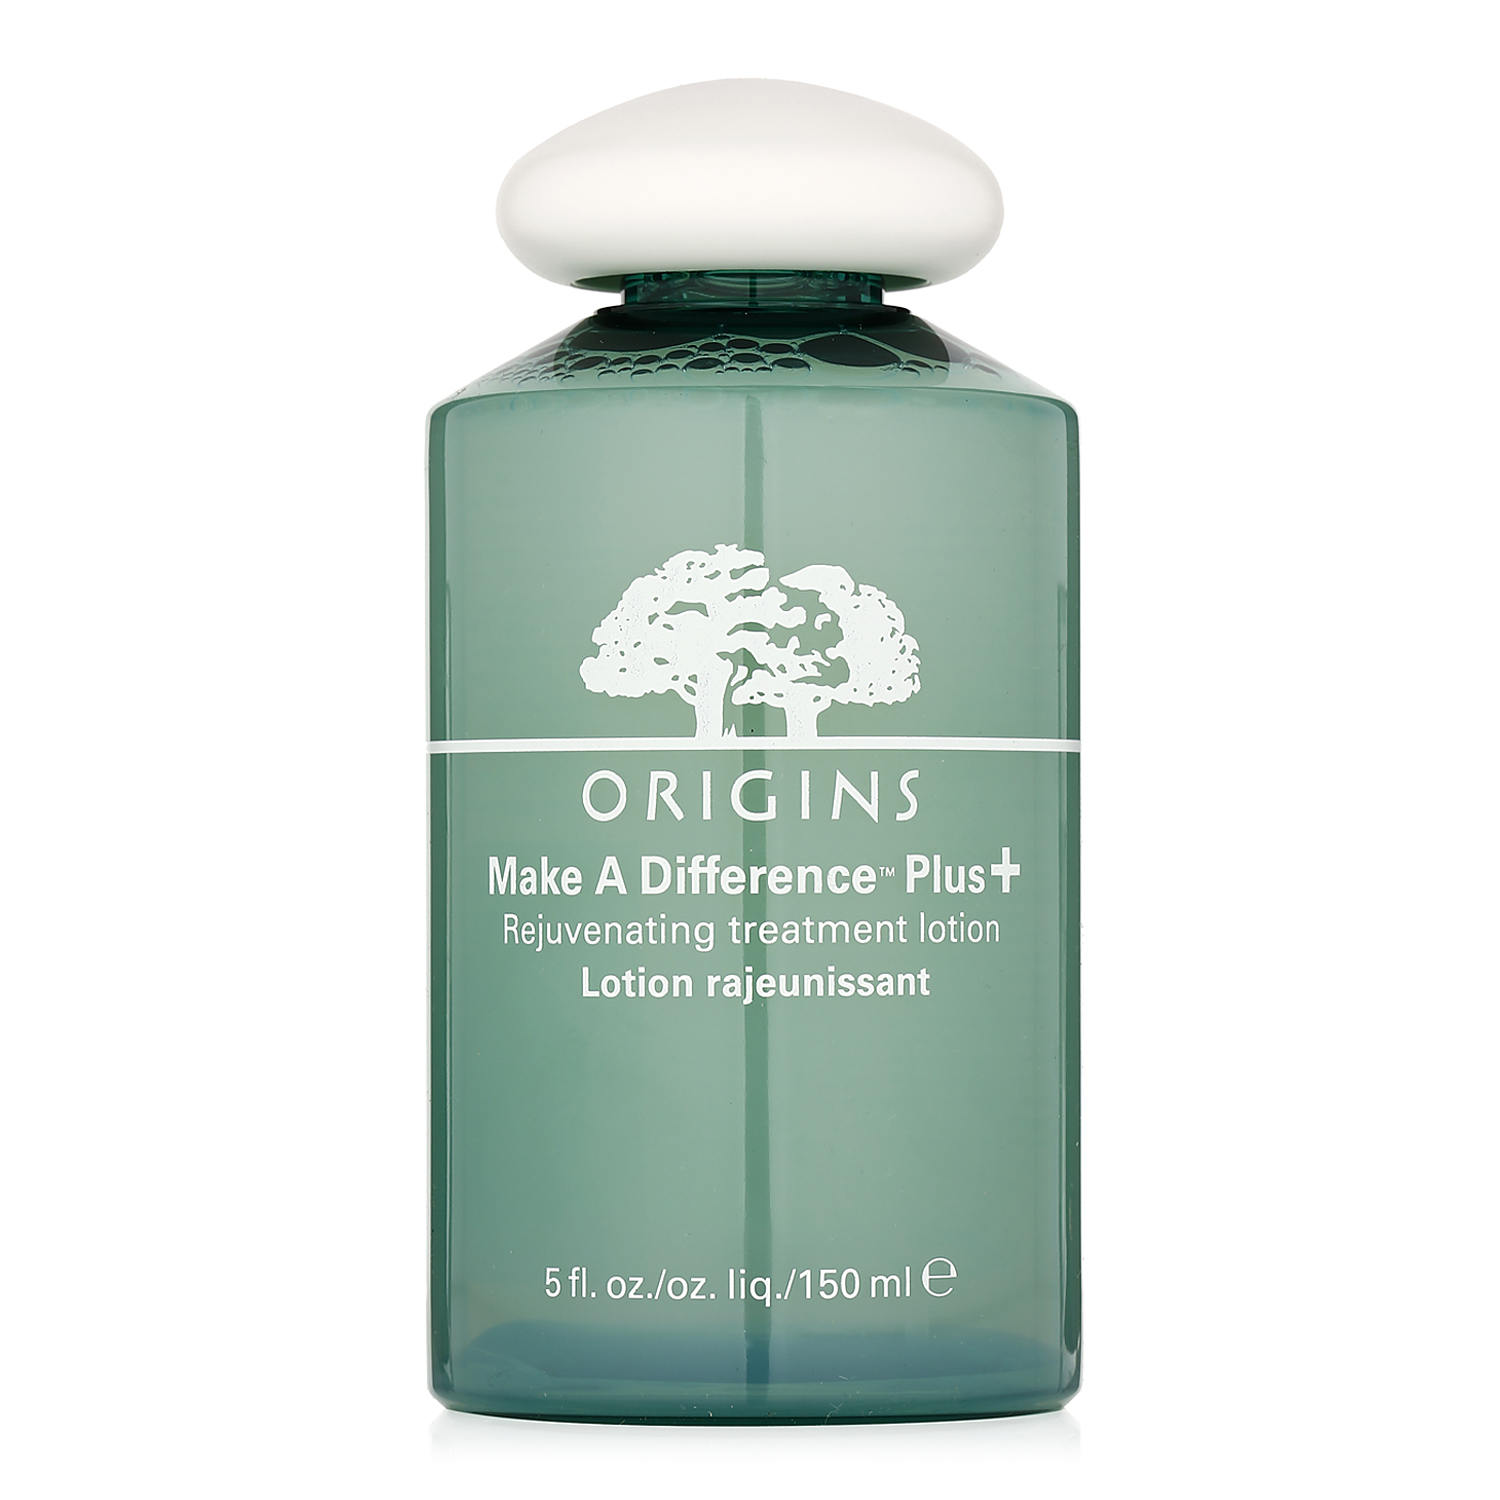 ORIGINS
Make A Difference™ Plus+
Rejuvenating treatment lotion
Lotion rajeunissant
5 fl. oz./oz. liq./150 ml ℮